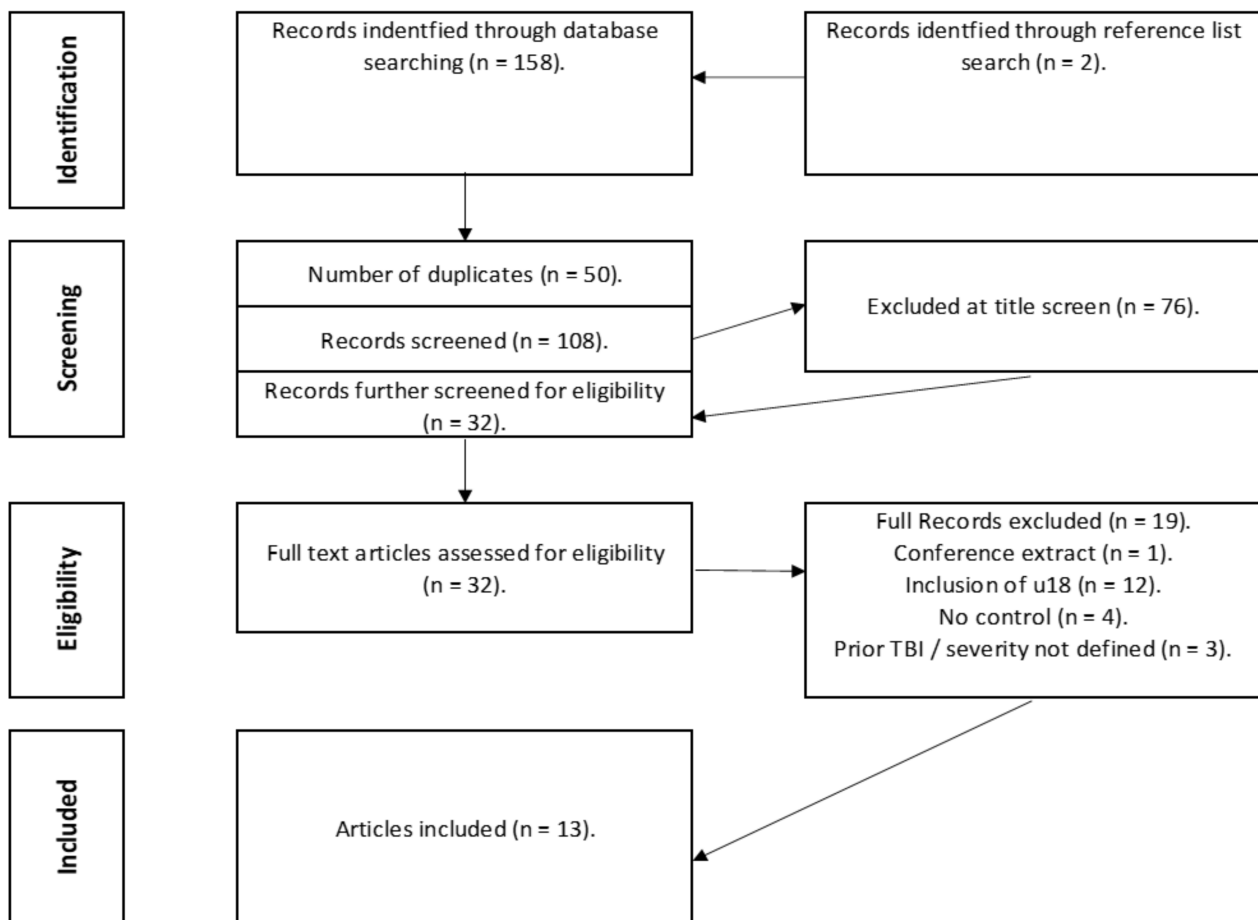 Identification
Records indentfied through database
searching (n = 158).
Records identfied through reference list
search (n = 2).
Screening
Number of duplicates (n = 50).
Records screened (n = 108).
Records further screened for eligibility
(n = 32).
Excluded at title screen (n = 76).
Eligibility
Full text articles assessed for eligibility
(n = 32).
Full Records excluded (n = 19).
Conference extract (n = 1).
Inclusion of u18 (n = 12).
No control (n = 4).
Prior TBI / severity not defined (n = 3).
Included
Articles included (n = 13).